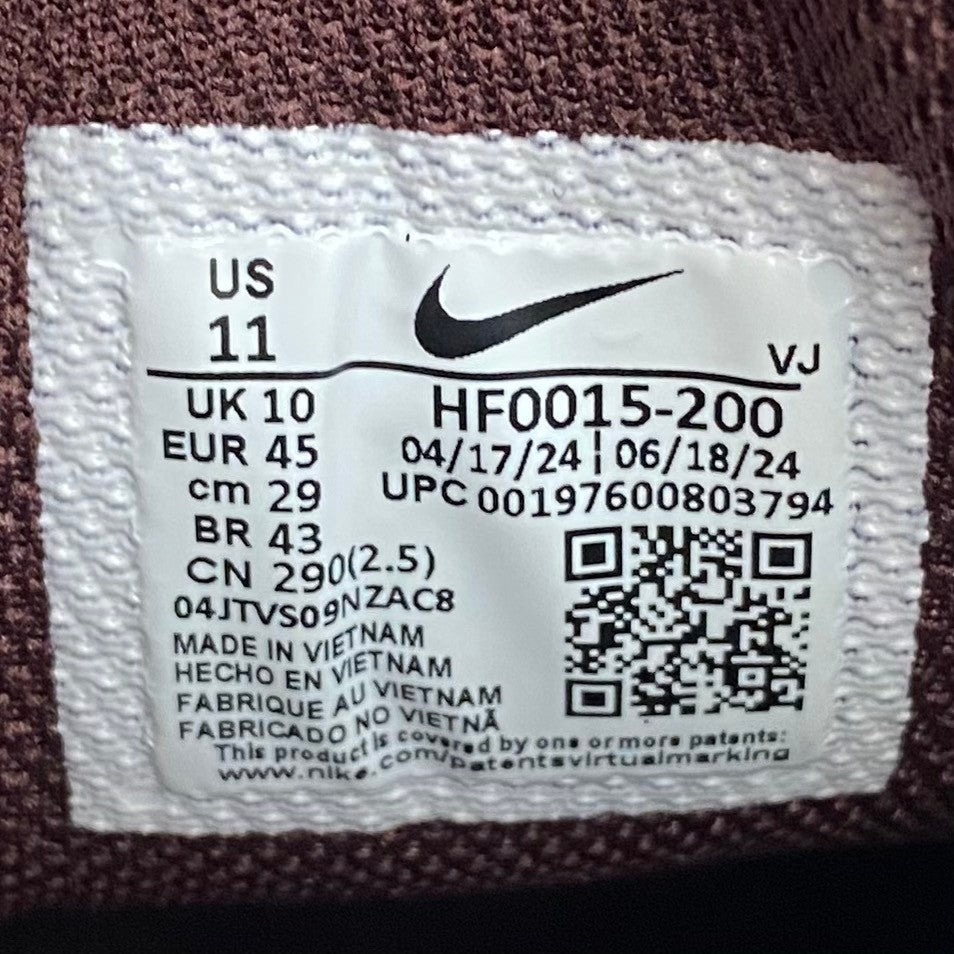 US
11
VJ
UK 10
EUR 45
cm 29
BR 43
CN 290(2.5)
HF0015-200
04/17/24 | 06/18/24
UPC 00197600803794
04JTVS09NZAC8
MADE IN VIETNAM
HECHO EN VIETNAM
FABRIQUE AU VIETNAM
FABRICADO NO VIETNÃ
This product is covered by one or more patents:
www.nike.com/patentsvirtualmarking